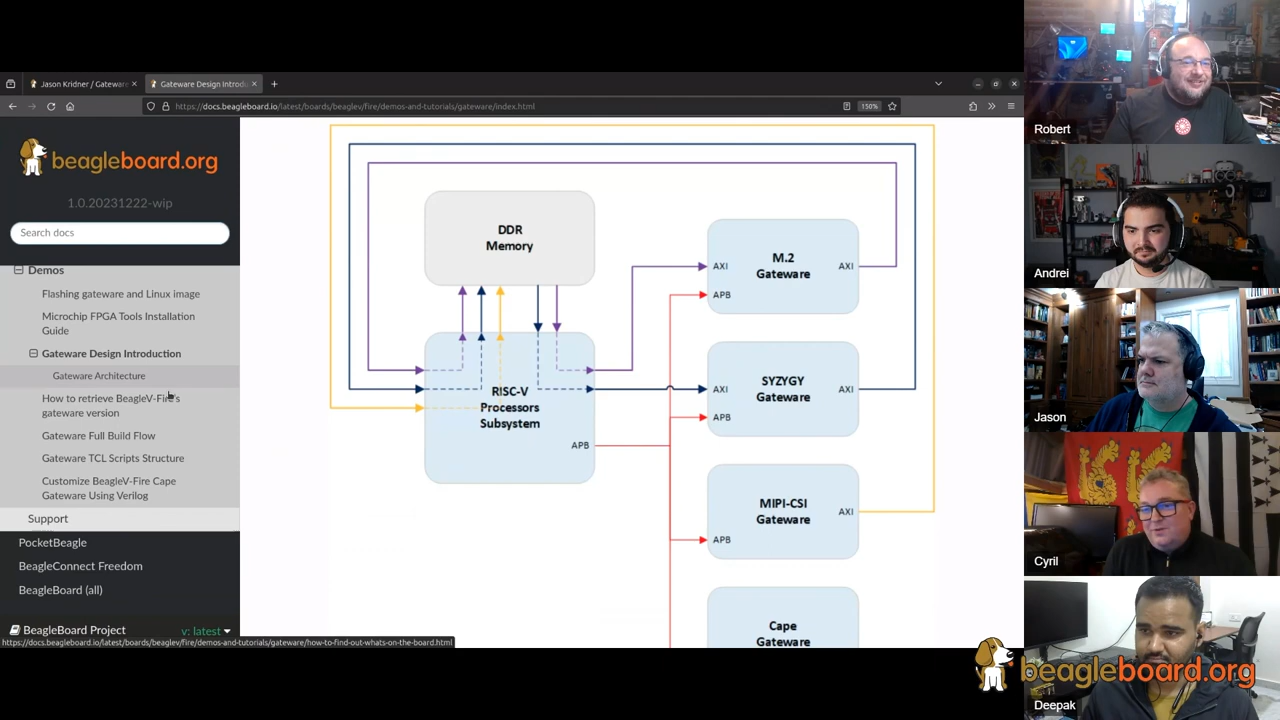 Jason Kridner / Gateware
Gateware Design Introdu
https://docs.beagleboard.io/latest/boards/beaglev/fire/demos-and-tutorials/gateware/index.html
150%
beagleboard.org
1.0.20231222-wip
Search docs
Demos
Flashing gateware and Linux image
Microchip FPGA Tools Installation
Guide
Gateware Design Introduction
Gateware Architecture
How to retrieve BeagleV-Fire's
gateware version
Gateware Full Build Flow
Gateware TCL Scripts Structure
Customize BeagleV-Fire Cape
Gateware Using Verilog
Support
PocketBeagle
BeagleConnect Freedom
BeagleBoard (all)
BeagleBoard Project
v: latest
https://docs.beagleboard.io/latest/boards/beaglev/fire/demos-and-tutorials/gateware/how-to-find-out-whats-on-the-board.html
DDR
Memory
RISC-V
Processors
Subsystem
APB
M.2
Gateware
AXI
AXI
APB
SYZYGY
Gateware
AXI
AXI
APB
MIPI-CSI
Gateware
AXI
APB
Cape
Gateware
Robert
Andrei
Jason
Cyril
Deepak
beagleboard.org